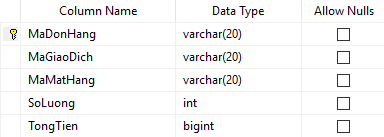 Column Name Data Type Allow Nulls
MaDonHang varchar(20)
MaGiaoDich varchar(20)
MaMatHang varchar(20)
SoLuong int
TongTien bigint